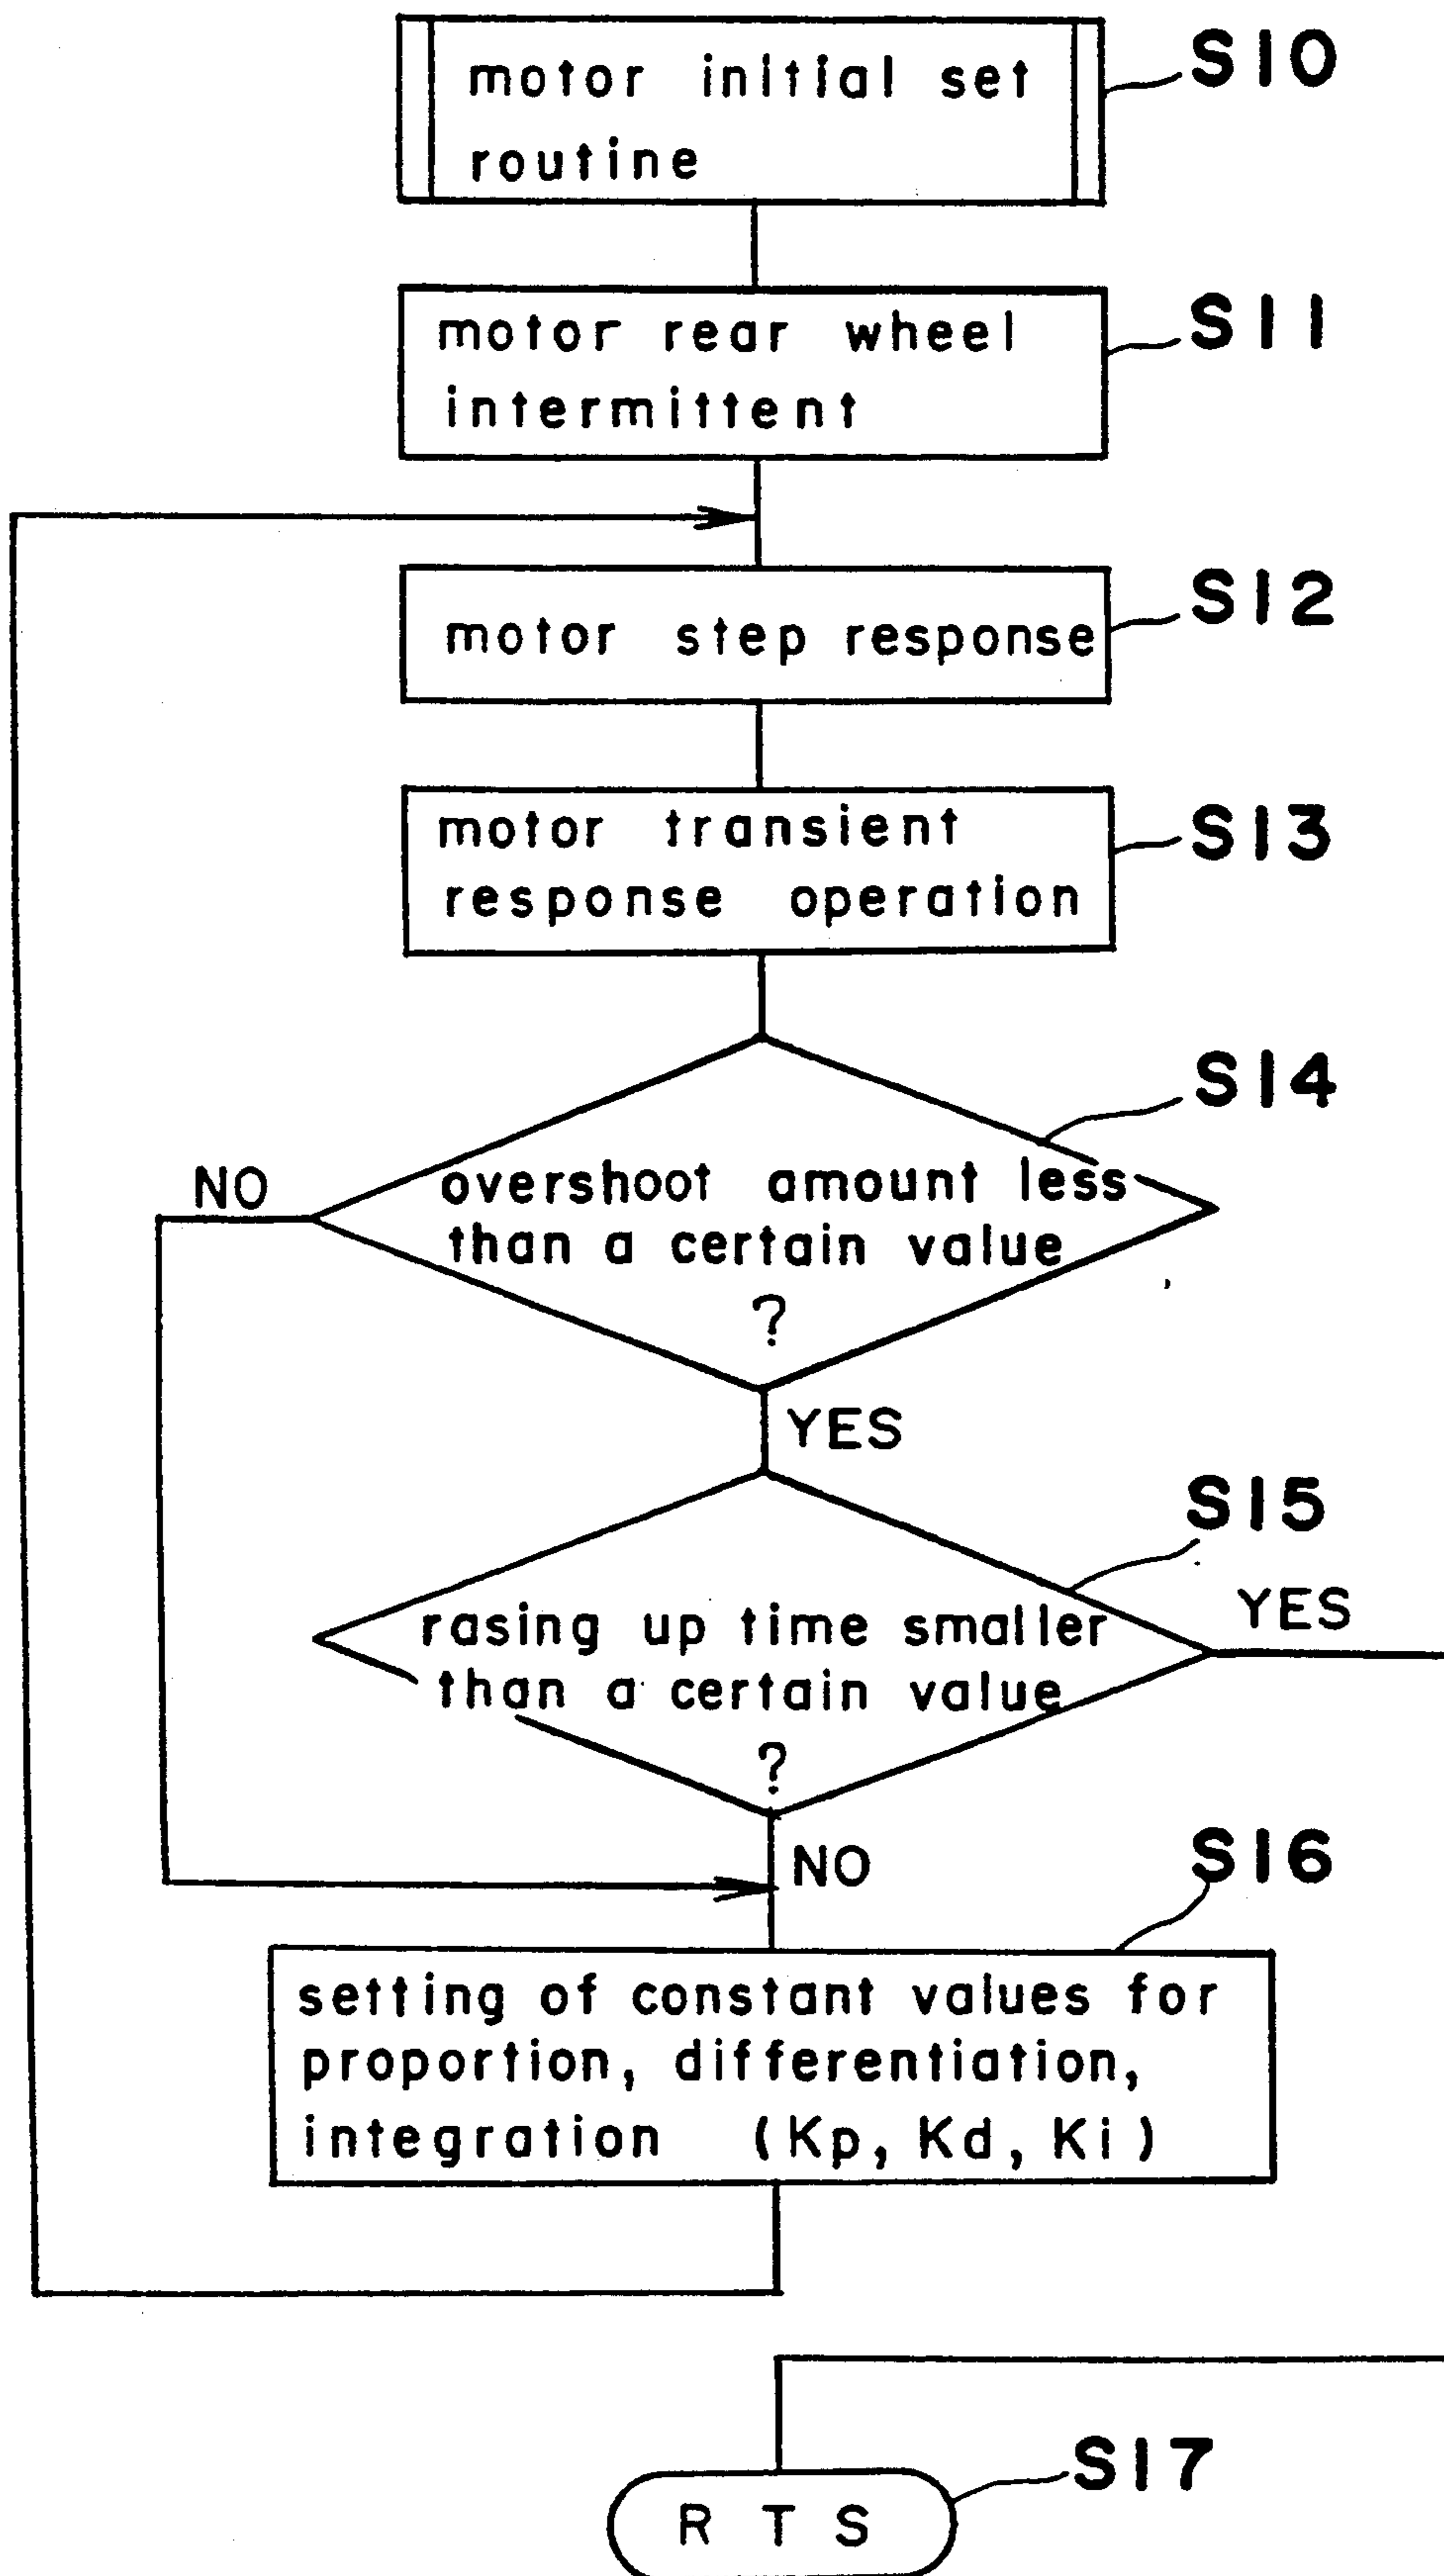 motor initial set
routine
S10
motor rear wheel
intermittent
S11
motor step response
S12
motor transient
response operation
S13
S14
NO
overshoot amount less
than a certain value
?
YES
S15
YES
rasing up time smaller
than a certain value
?
NO
S16
setting of constant values for
proportion, differentiation,
integration (Kp, Kd, Ki)
S17
RTS